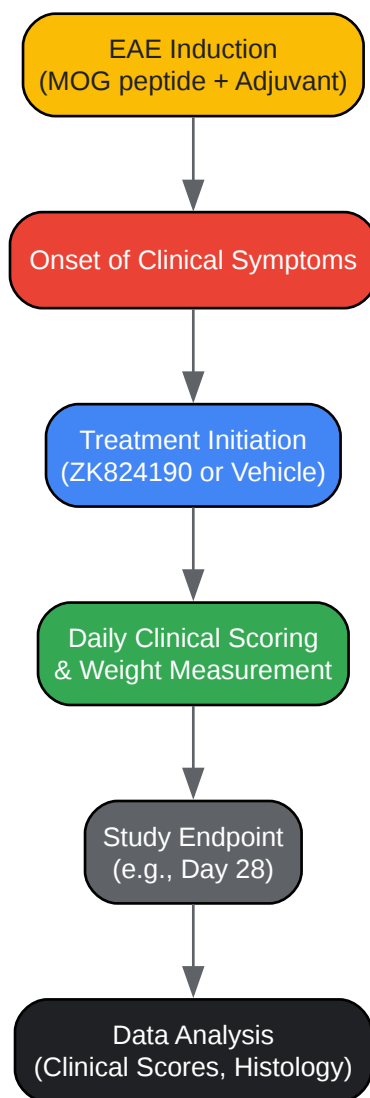 EAE Induction
(MOG peptide + Adjuvant)
Onset of Clinical Symptoms
Treatment Initiation
(ZK824190 or Vehicle)
Daily Clinical Scoring
& Weight Measurement
Study Endpoint
(e.g., Day 28)
Data Analysis
(Clinical Scores, Histology)